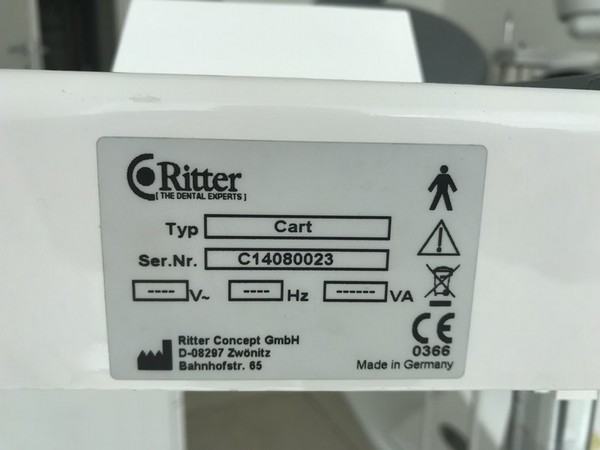 Ritter
[ THE DENTAL EXPERTS ]
Typ Cart
Ser.Nr. C14080023
---- V~ ---- Hz ------ VA
Ritter Concept GmbH
D-08297 Zwönitz
Bahnhofstr. 65
CE
0366
Made in Germany